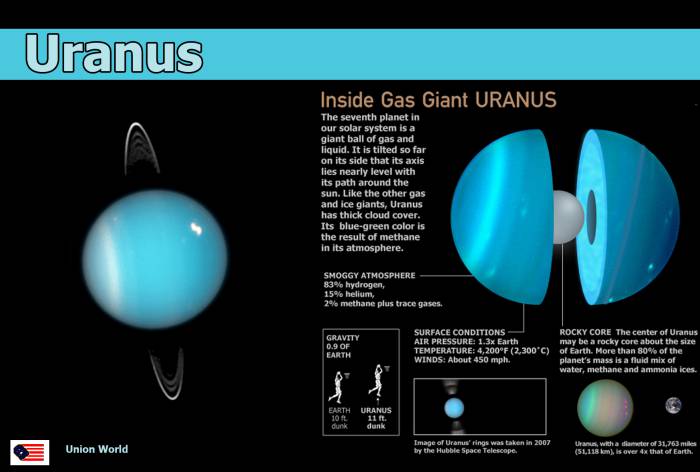 Uranus
Inside Gas Giant URANUS
The seventh planet in
our solar system is a
giant ball of gas and
liquid. It is tilted so far
on its side that its axis
lies nearly level with
its path around the
sun. Like the other gas
and ice giants, Uranus
has thick cloud cover.
Its blue-green color is
the result of methane
in its atmosphere.
SMOGGY ATMOSPHERE
83% hydrogen,
15% helium,
2% methane plus trace gases.
GRAVITY
0.9 OF
EARTH
EARTH
10 ft.
dunk
URANUS
11 ft.
dunk
SURFACE CONDITIONS
AIR PRESSURE: 1.3x Earth
TEMPERATURE: 4,200°F (2,300˚C)
WINDS: About 450 mph.
Image of Uranus' rings was taken in 2007
by the Hubble Space Telescope.
ROCKY CORE The center of Uranus
may be a rocky core about the size
of Earth. More than 80% of the
planet's mass is a fluid mix of
water, methane and ammonia ices.
Uranus, with a diameter of 31,763 miles
(51,118 km), is over 4x that of Earth.
Union World